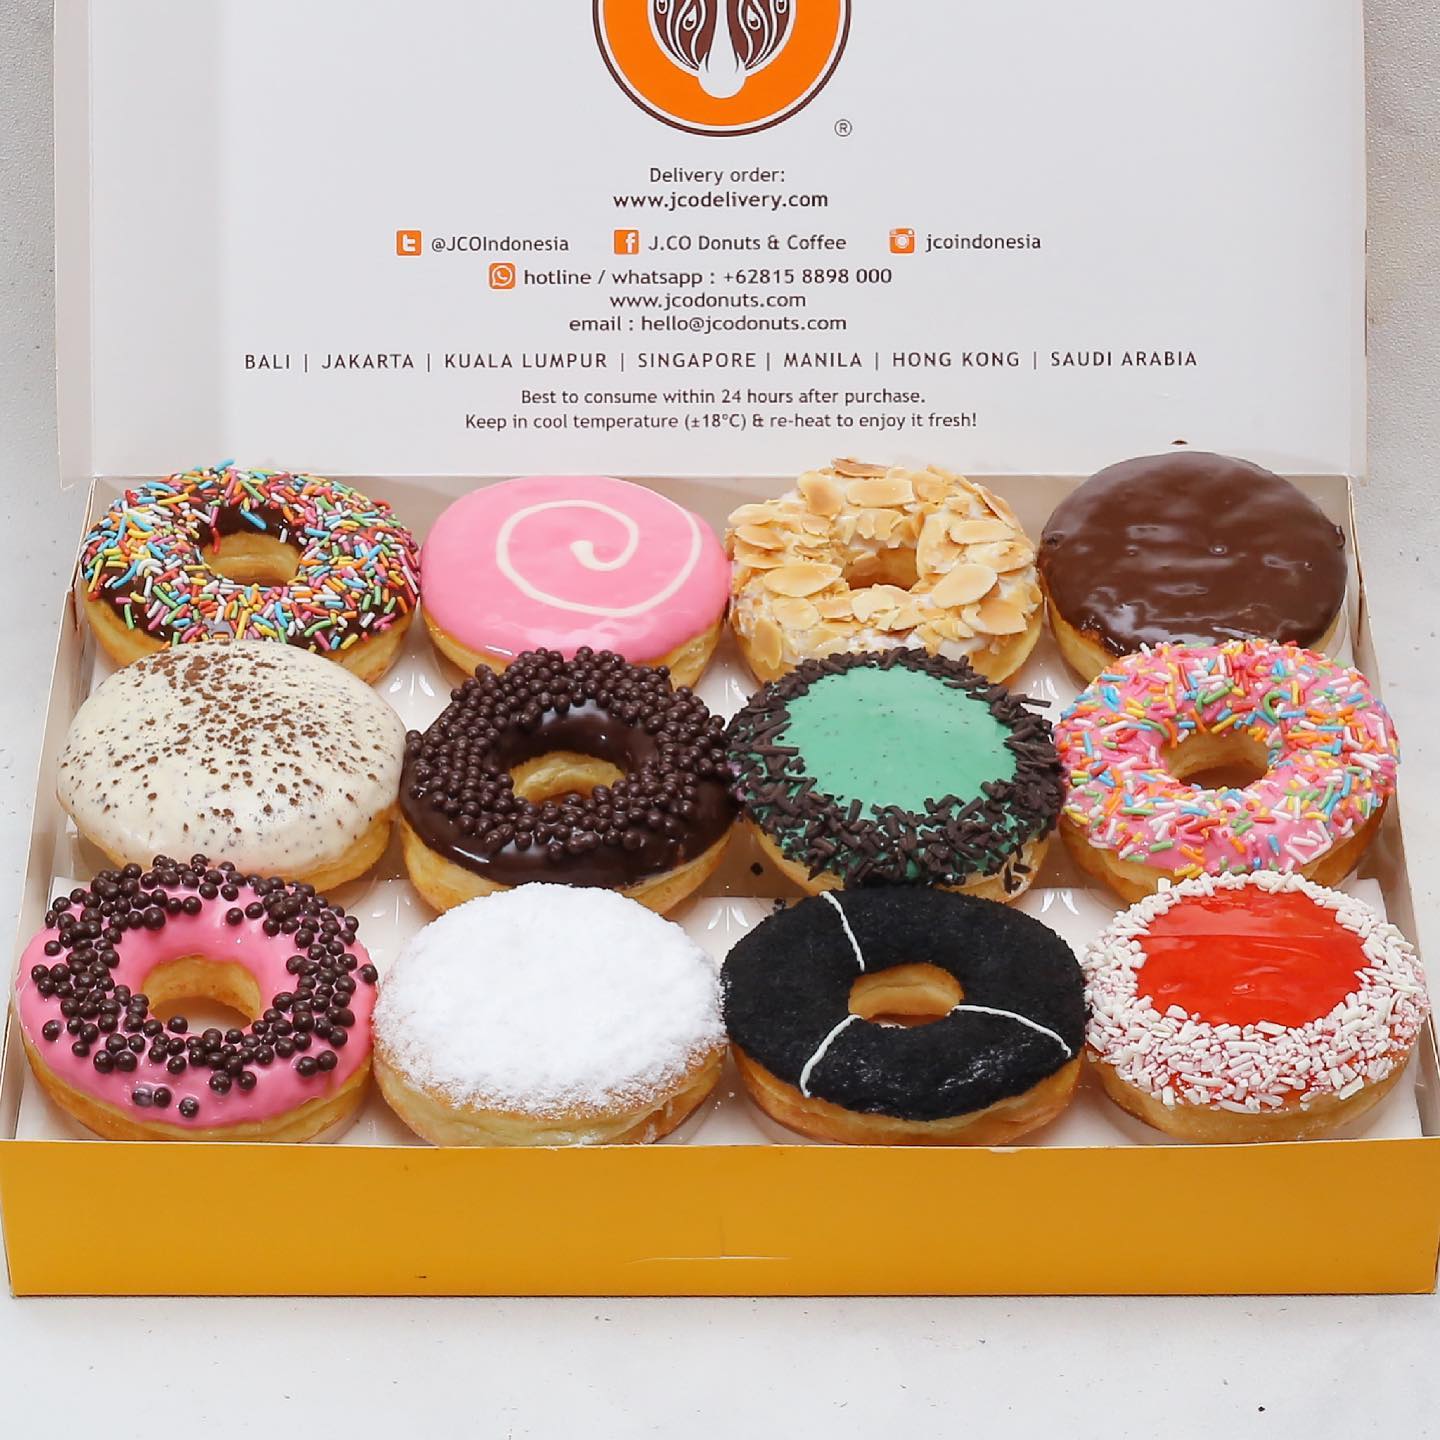 ®
Delivery order:
www.jcodelivery.com
@JCOIndonesia J.CO Donuts & Coffee jcoindonesia
hotline / whatsapp : +62815 8898 000
www.jcodonuts.com
email : hello@jcodonuts.com
BALI | JAKARTA | KUALA LUMPUR | SINGAPORE | MANILA | HONG KONG | SAUDI ARABIA
Best to consume within 24 hours after purchase.
Keep in cool temperature (±18°C) & re-heat to enjoy it fresh!